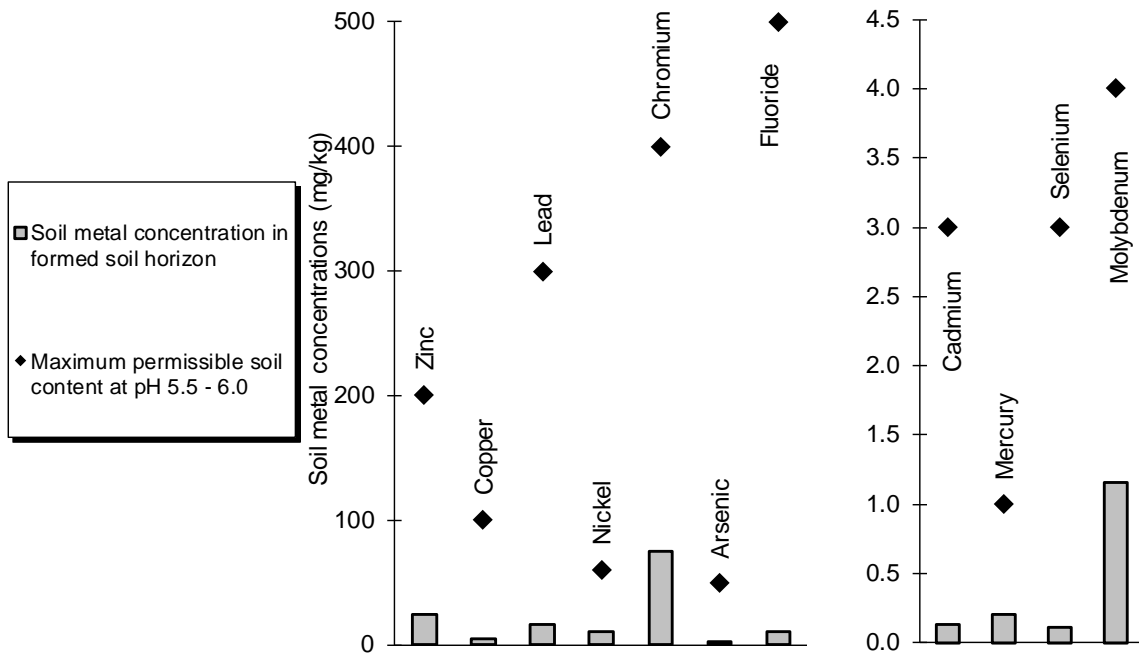 Soil metal concentration in
formed soil horizon
Maximum permissible soil
content at pH 5.5 - 6.0
Soil metal concentrations (mg/kg)
500
400
300
200
100
0
Zinc
Copper
Lead
Nickel
Chromium
Arsenic
Fluoride
4.5
4.0
3.5
3.0
2.5
2.0
1.5
1.0
0.5
0.0
Cadmium
Mercury
Selenium
Molybdenum